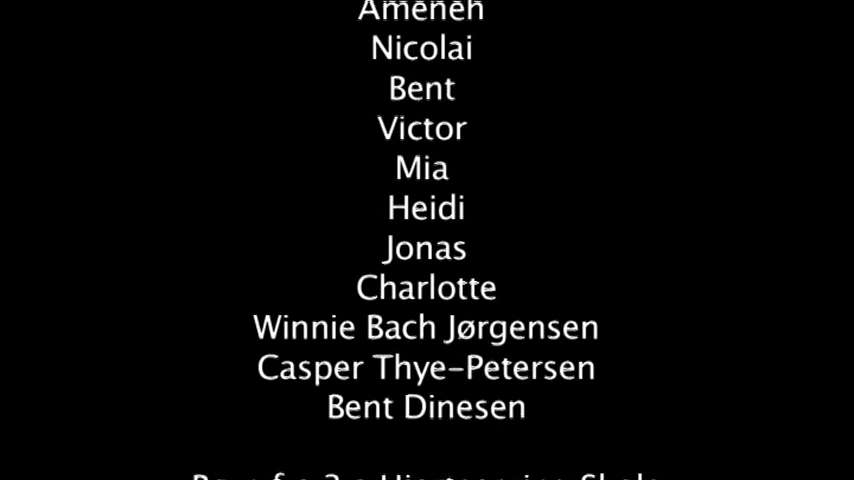 Ameneh
Nicolai
Bent
Victor
Mia
Heidi
Jonas
Charlotte
Winnie Bach Jørgensen
Casper Thye-Petersen
Bent Dinesen